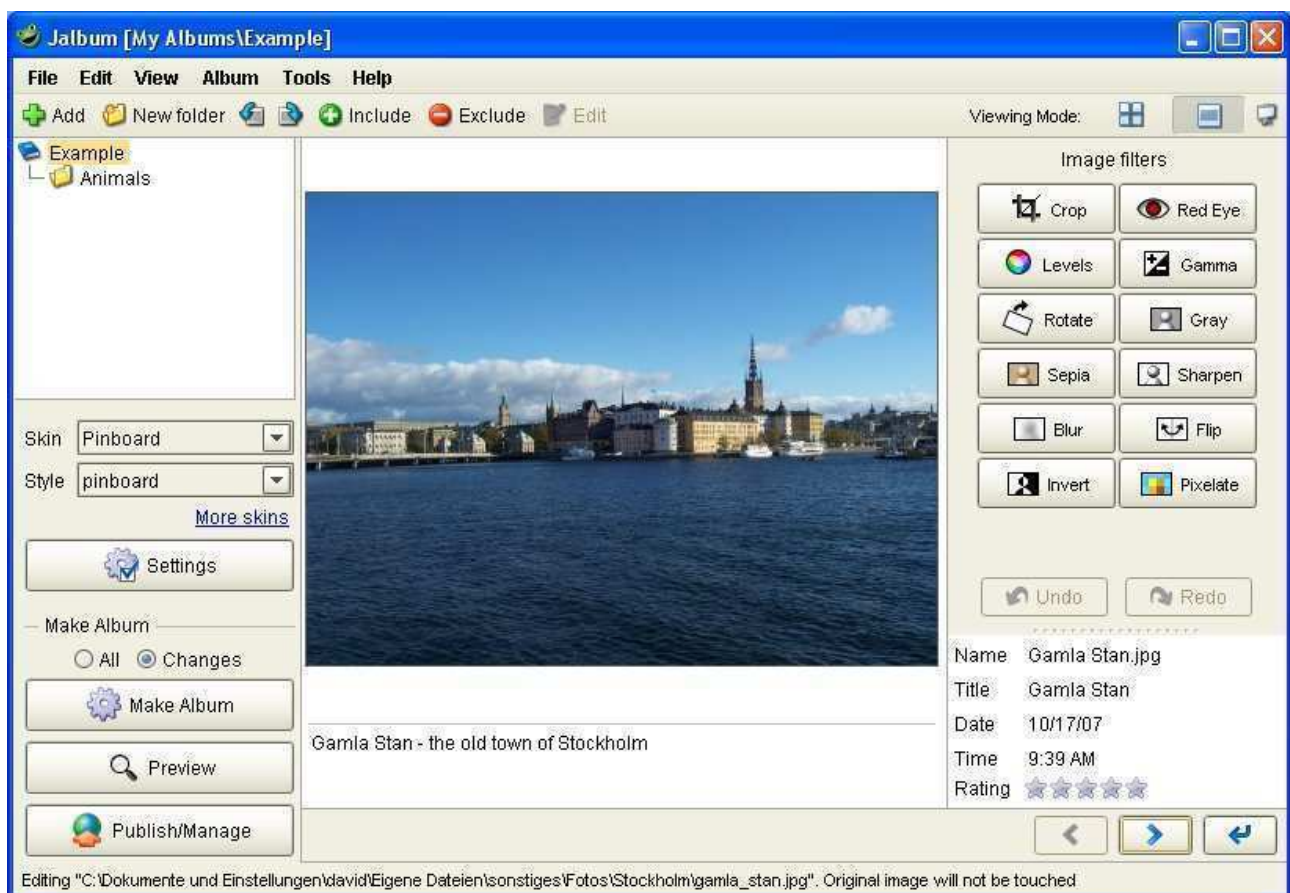 Jalbum [My Albums\Example]
File Edit View Album Tools Help
Add New folder Include Exclude Edit Viewing Mode:
Example
Animals
Skin Pinboard
Style pinboard
More skins
Settings
Make Album
All Changes
Make Album
Preview
Publish/Manage
Gamla Stan - the old town of Stockholm
Image filters
Crop Red Eye
Levels Gamma
Rotate Gray
Sepia Sharpen
Blur Flip
Invert Pixelate
Undo Redo
Name Gamla Stan.jpg
Title Gamla Stan
Date 10/17/07
Time 9:39 AM
Rating
Editing "C:\Dokumente und Einstellungen\david\Eigene Dateien\sonstiges\Fotos\Stockholm\gamla_stan.jpg". Original image will not be touched